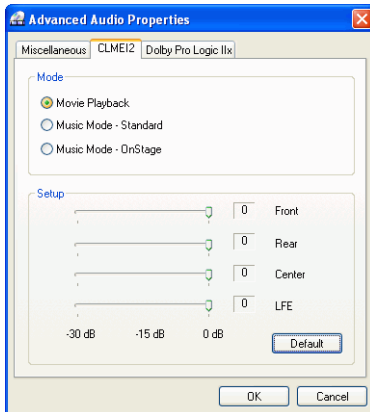 Advanced Audio Properties
Miscellaneous CLMEI2 Dolby Pro Logic IIx
Mode
Movie Playback
Music Mode - Standard
Music Mode - OnStage
Setup
0 Front
0 Rear
0 Center
0 LFE
-30 dB -15 dB 0 dB
Default
OK Cancel